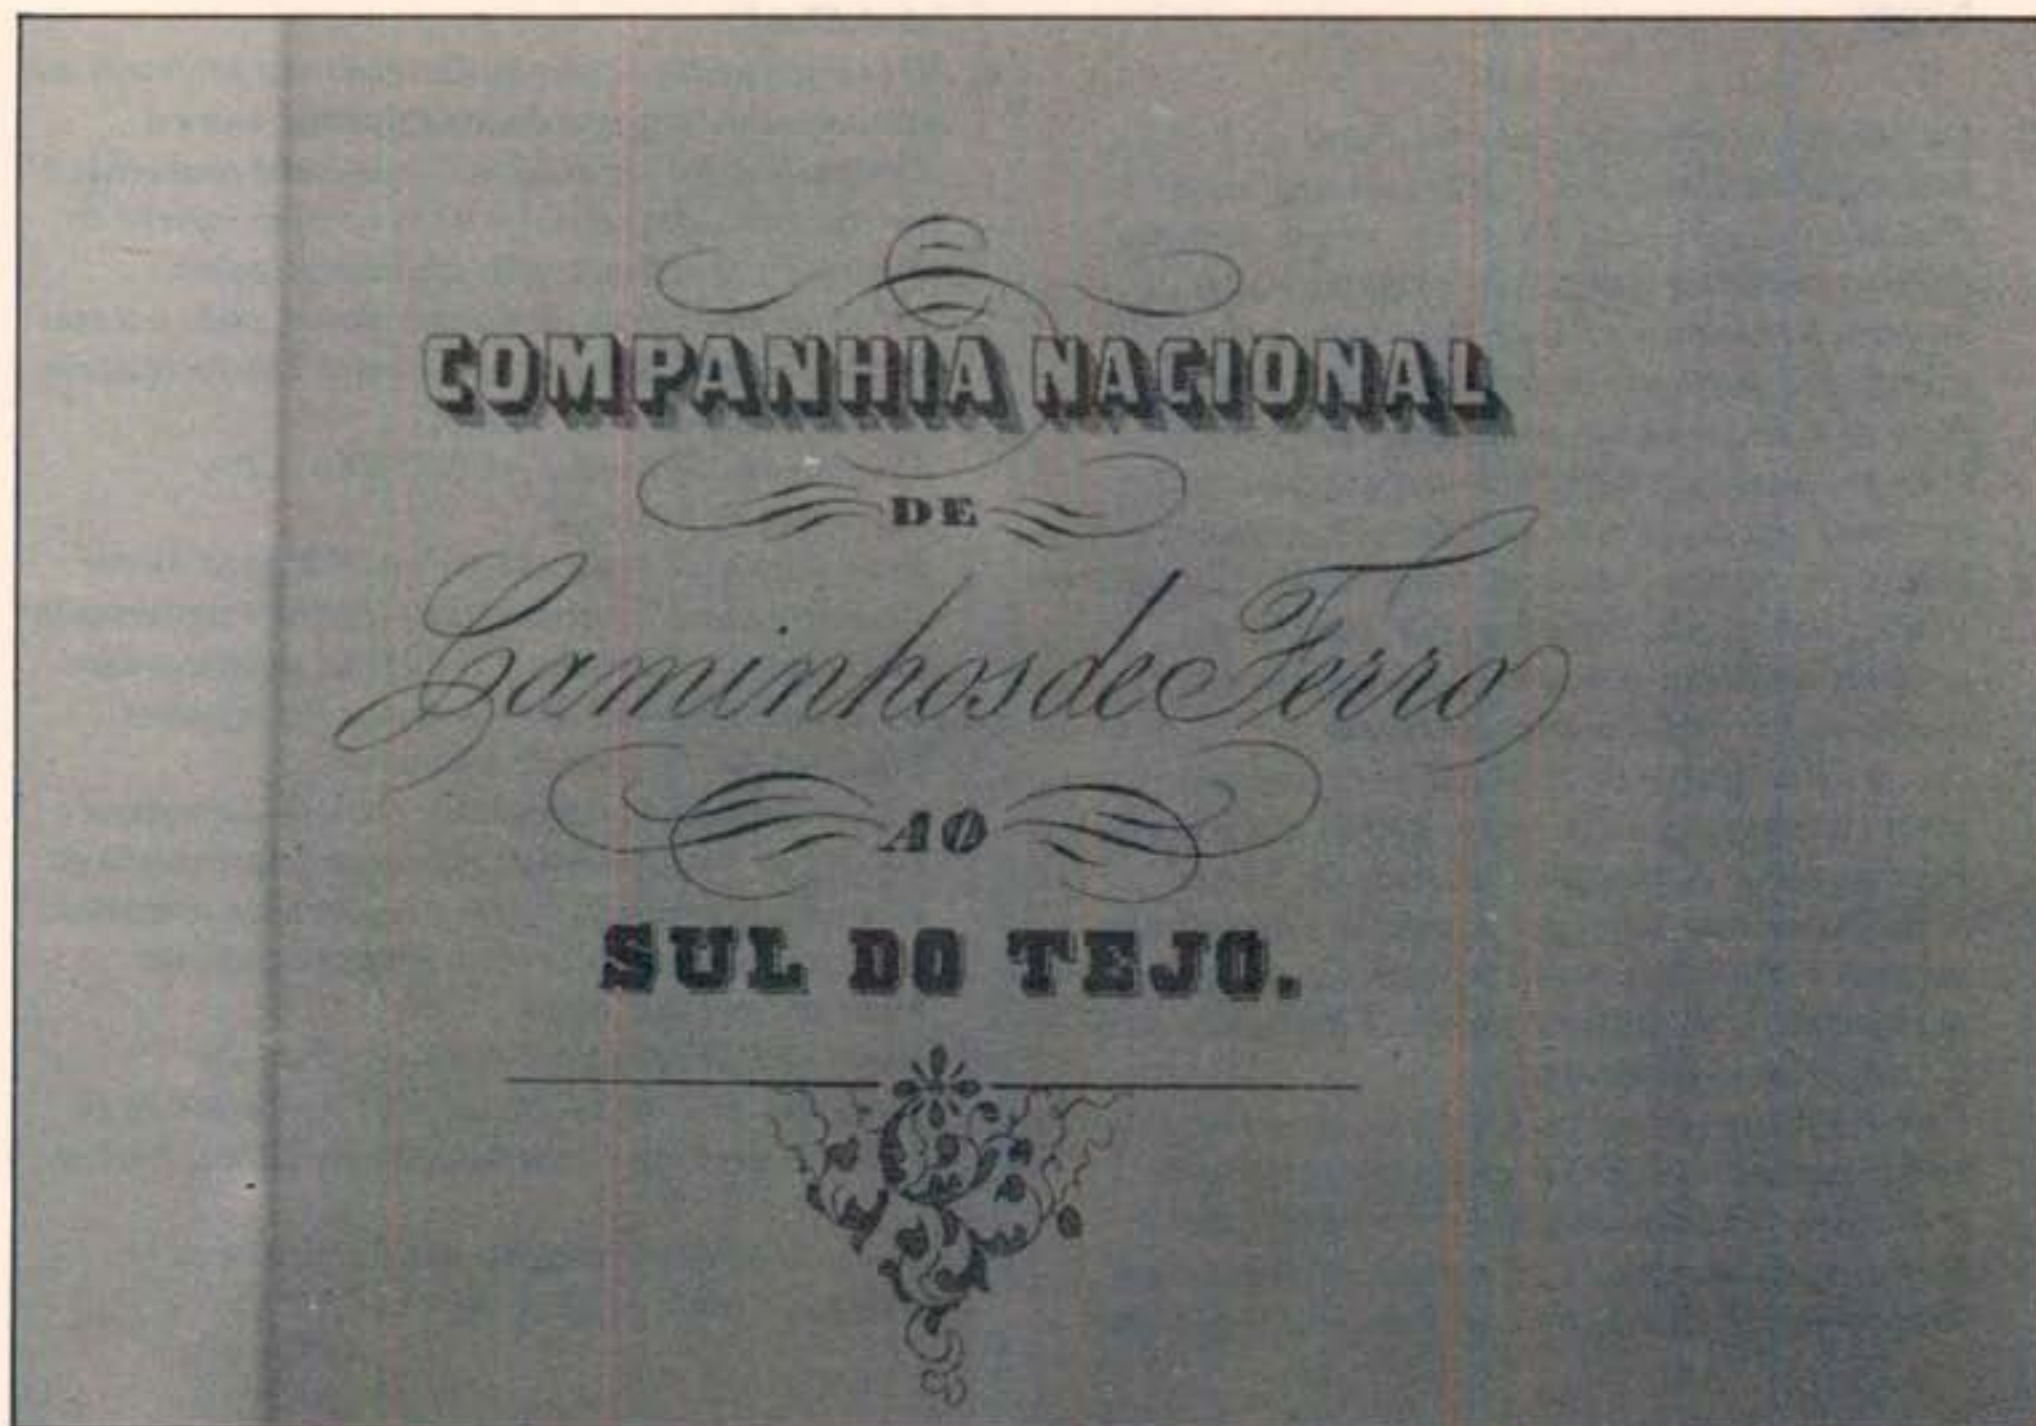 COMPANHIA NACIONAL
DE
Caminhos de Ferro
AO
SUL DO TEJO.